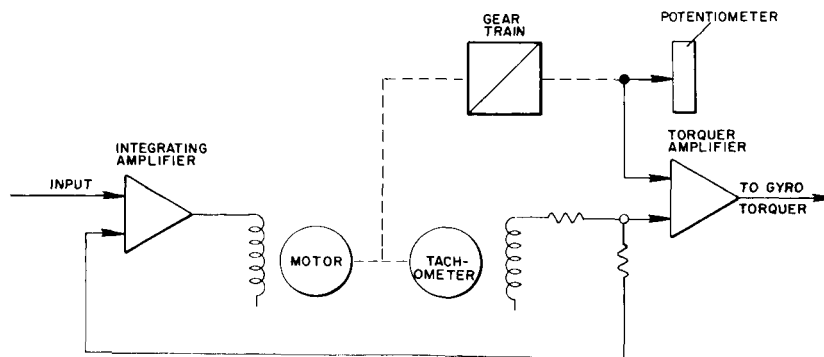 GEAR
TRAIN
POTENTIOMETER
INTEGRATING
AMPLIFIER
TORQUER
AMPLIFIER
INPUT
TO GYRO
TORQUER
MOTOR
TACH-
OMETER